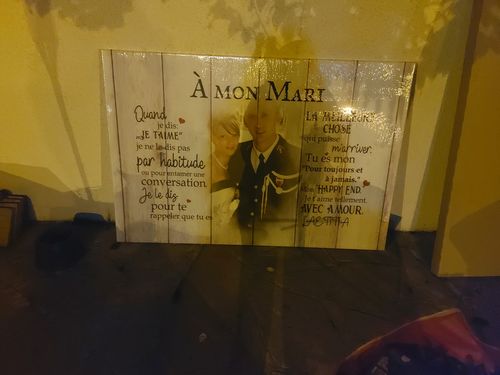 À MON MARI
Quand
je dis:
„JE T'AIME"
je ne le dis pas
par habitude
ou pour entamer une
conversation.
Je le dis
pour te
rappeler que tu es
LA MEILLEURE
CHOSE
qui puisse
m'arriver.
Tu es mon
"Pour toujours et
à jamais."
Mon HAPPY END.
Je t'aime tellement.
AVEC AMOUR.
LAETITIA